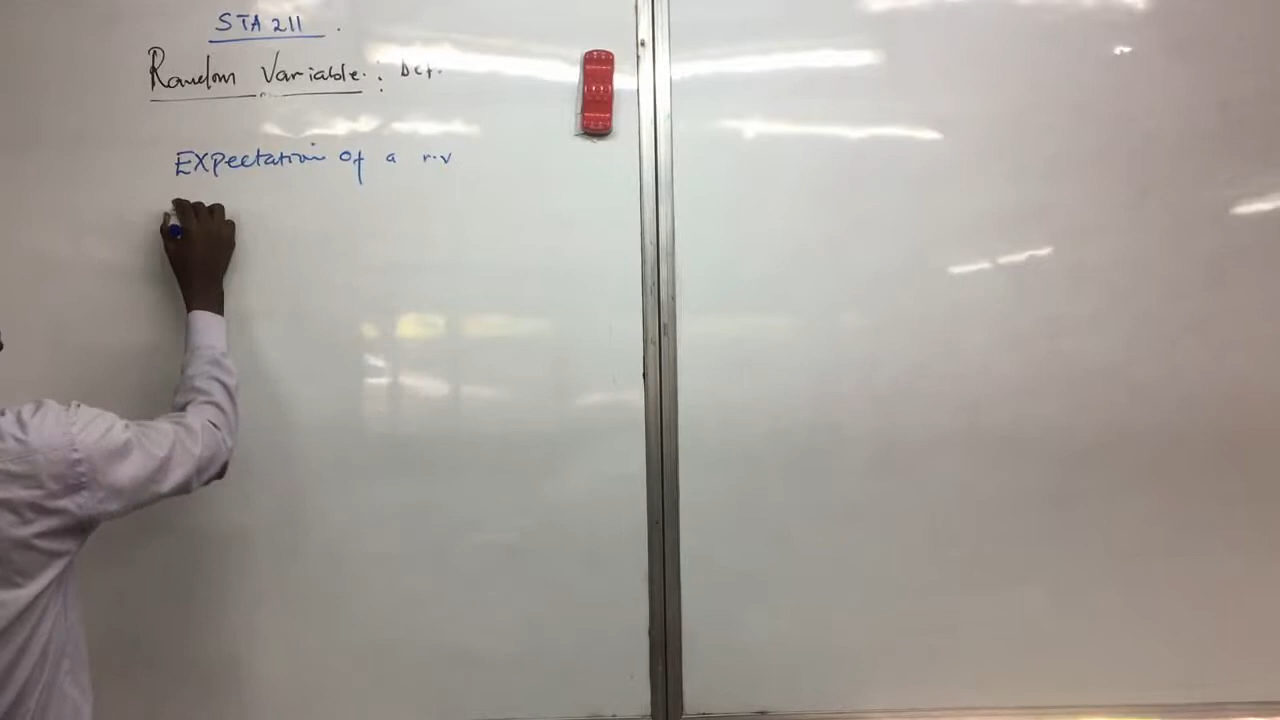 STA 211.
Random Variable: Def.
Expectation of a r.v